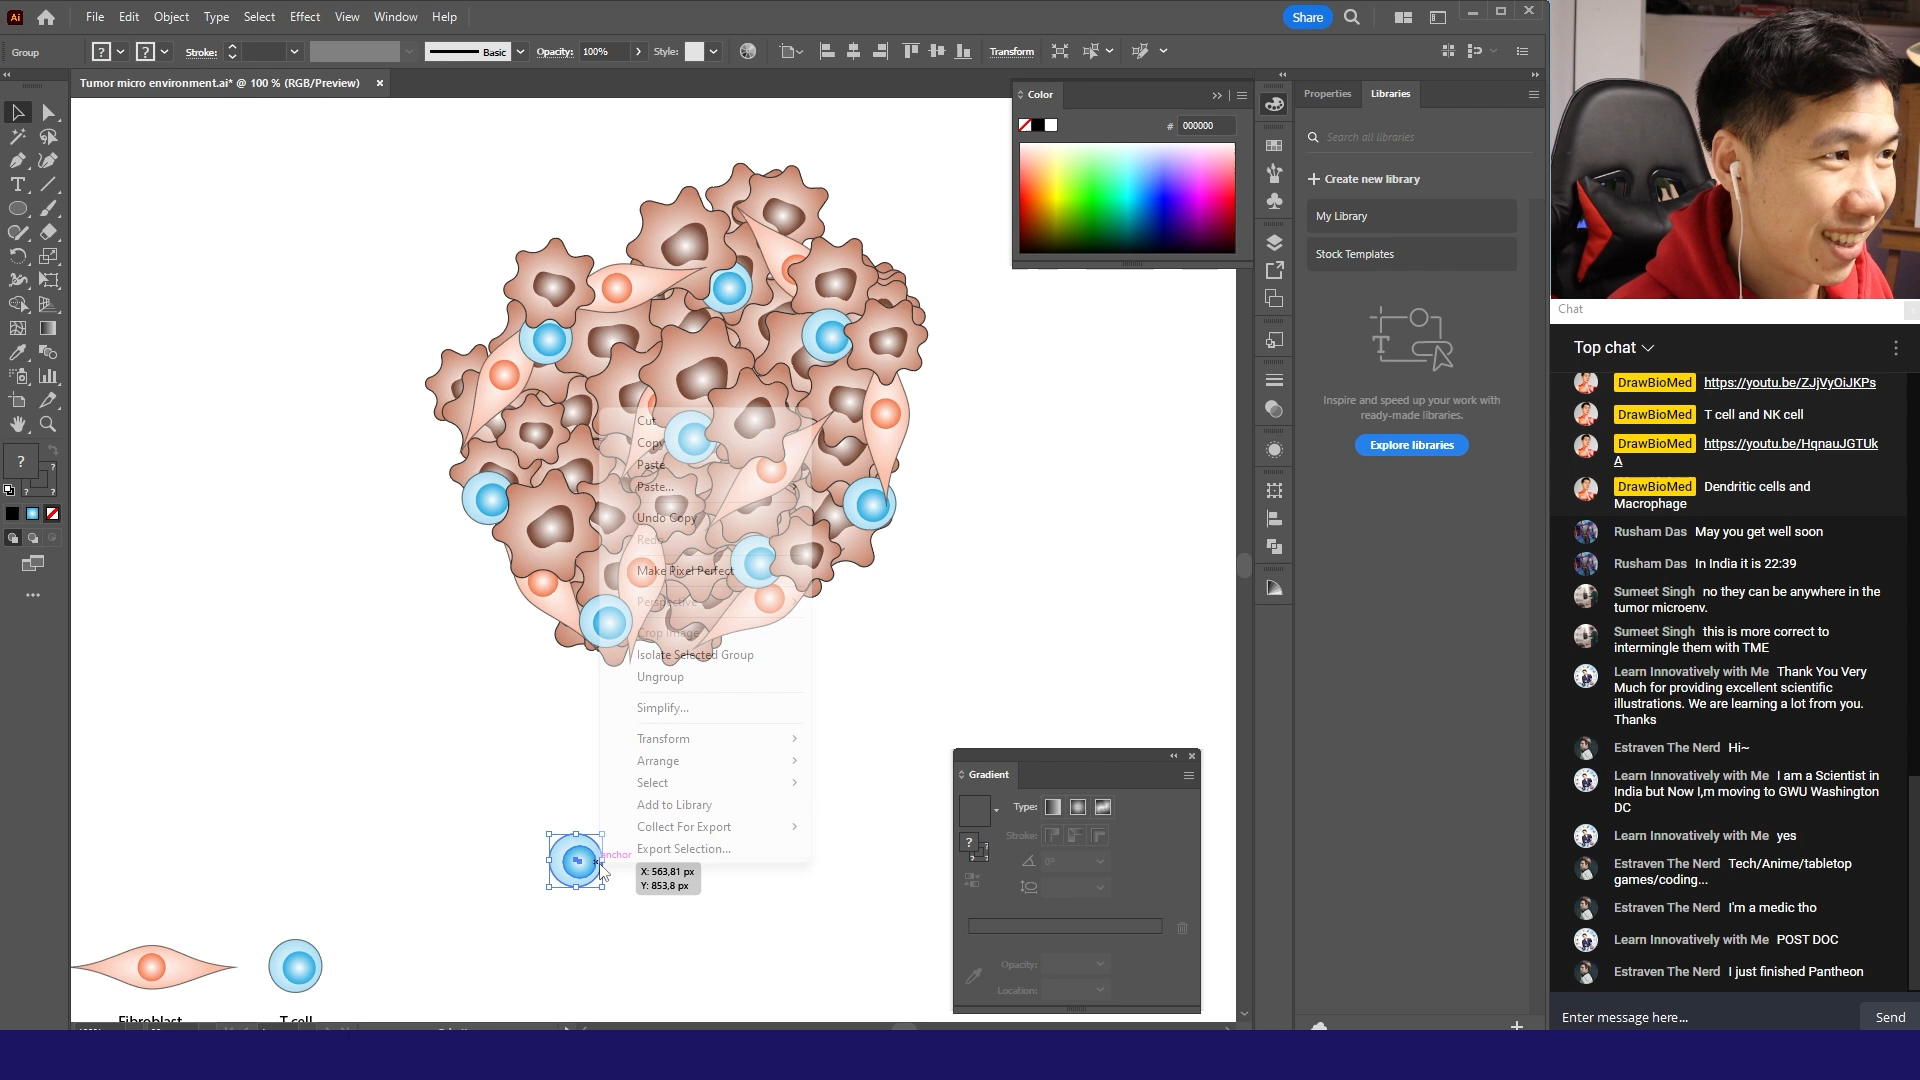 Ai
File Edit Object Type Select Effect View Window Help
Share
Group
? ? Stroke: Basic Opacity: 100% Style: Transform
Tumor micro environment.ai* @ 100 % (RGB/Preview) ×
Color
# 000000
Properties Libraries
Search all libraries
Create new library
My Library
Stock Templates
Inspire and speed up your work with
ready-made libraries.
Explore libraries
Cut
Copy
Paste
Paste...
Undo Copy
Redo
Make Pixel Perfect
Perspective
Crop Image
Isolate Selected Group
Ungroup
Simplify...
Transform
Arrange
Select
Add to Library
Collect For Export
Export Selection...
anchor
X: 563,81 px
Y: 853,8 px
Fibroblast
T cell
Gradient
Type:
Stroke:
0°
Opacity:
Location:
Chat
Top chat
DrawBioMed https://youtu.be/ZJjVyOiJKPs
DrawBioMed T cell and NK cell
DrawBioMed https://youtu.be/HqnauJGTUk
A
DrawBioMed Dendritic cells and
Macrophage
Rusham Das May you get well soon
Rusham Das In India it is 22:39
Sumeet Singh no they can be anywhere in the
tumor microenv.
Sumeet Singh this is more correct to
intermingle them with TME
Learn Innovatively with Me Thank You Very
Much for providing excellent scientific
illustrations. We are learning a lot from you.
Thanks
Estraven The Nerd Hi~
Learn Innovatively with Me I am a Scientist in
India but Now I,m moving to GWU Washington
DC
Learn Innovatively with Me yes
Estraven The Nerd Tech/Anime/tabletop
games/coding...
Estraven The Nerd I'm a medic tho
Learn Innovatively with Me POST DOC
Estraven The Nerd I just finished Pantheon
Enter message here... Send